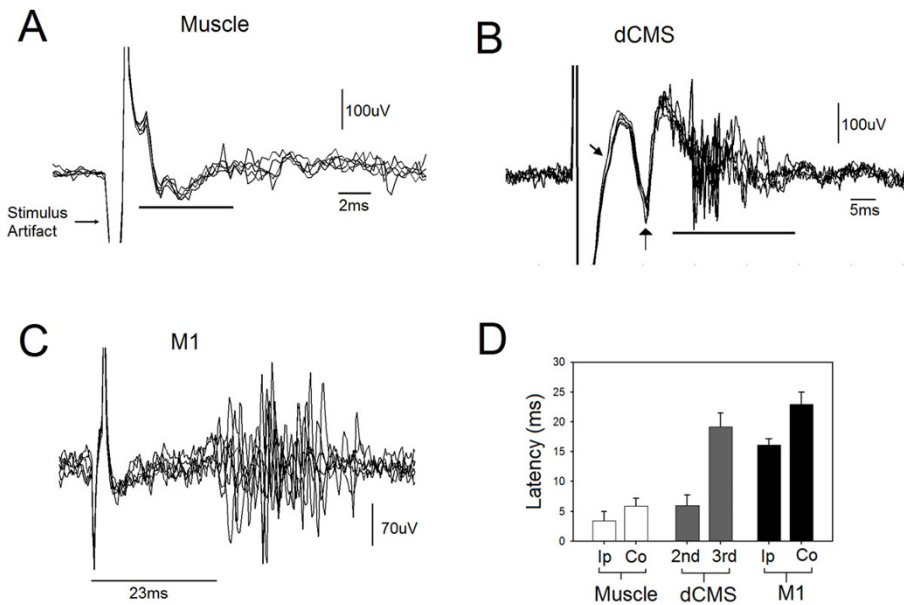 A
Muscle
100uV
2ms
Stimulus
Artifact
B
dCMS
100uV
5ms
C
M1
70uV
23ms
D
Latency (ms)
30
25
20
15
10
5
0
Ip Co 2nd 3rd Ip Co
Muscle dCMS M1